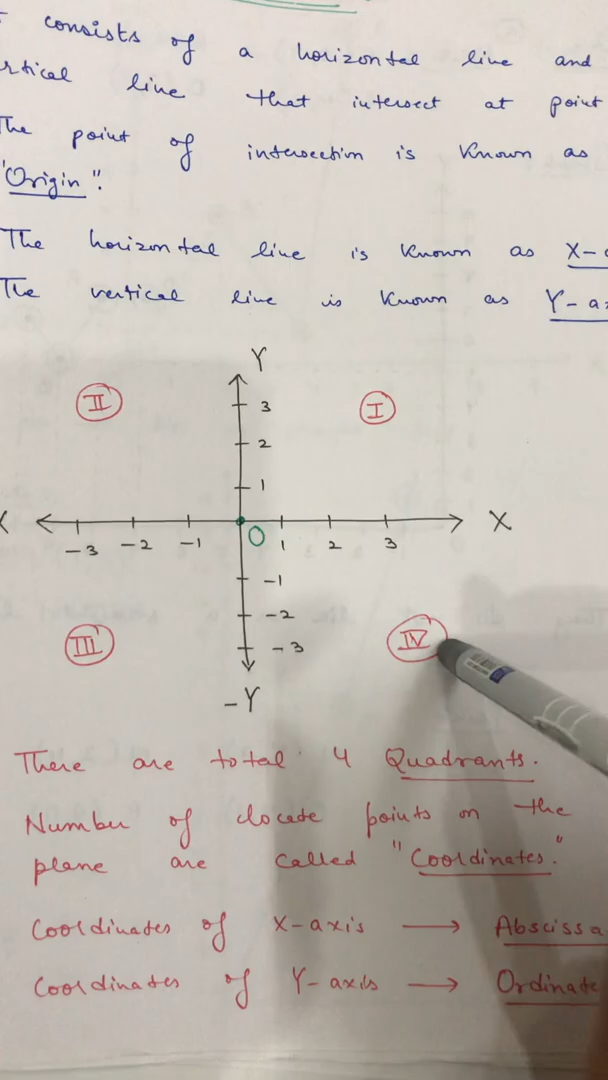 consists of a horizontal line and
rtical line that intersect at point
The point of intersection is known as
"Origin".
The horizontal line is known as X-a
The vertical line is known as Y-ax
Y
II 3 I
2
1
X O X
-3 -2 -1 1 2 3
-1
-2
III -3 IV
-Y
There are total 4 Quadrants.
Number of clocate points on the
plane are called "Coordinates."
Coordinates of X-axis → Abscissa
Coordinates of Y-axis → Ordinate